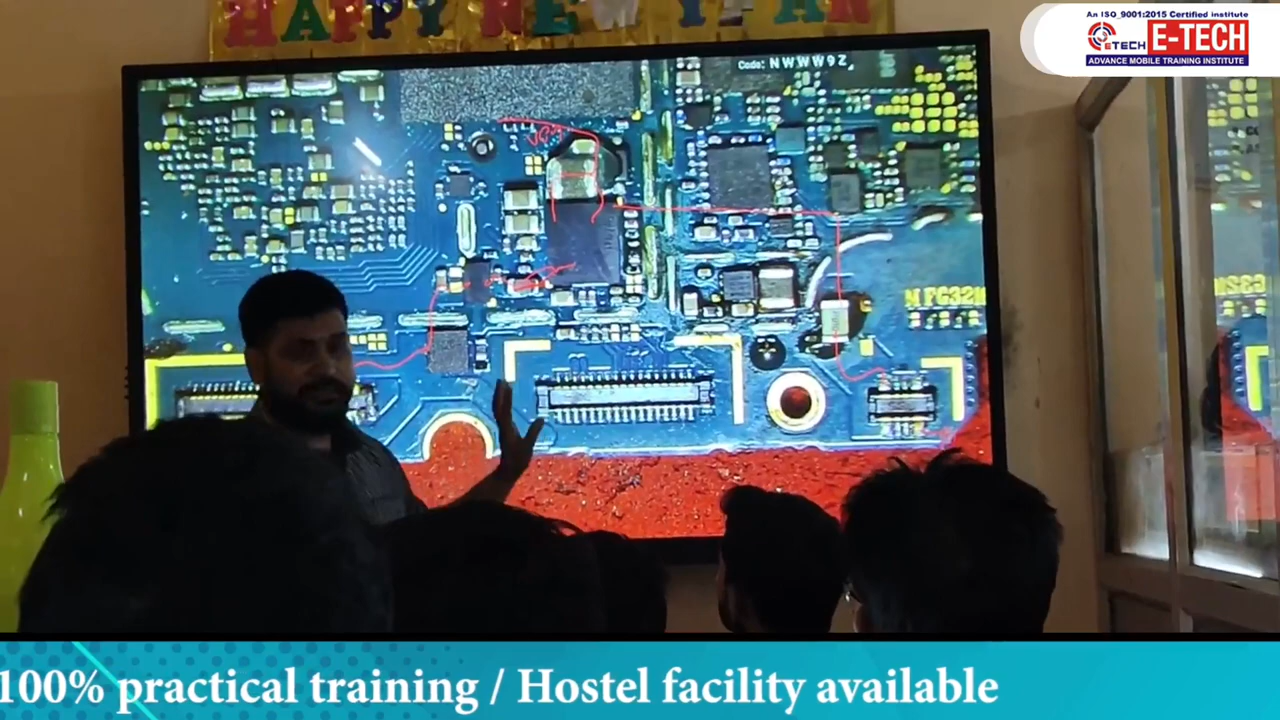 HAPPY NEW YEAR
An ISO 9001:2015 Certified institute
ETECH E-TECH
ADVANCE MOBILE TRAINING INSTITUTE
Code: NWWW9Z
100% practical training / Hostel facility available